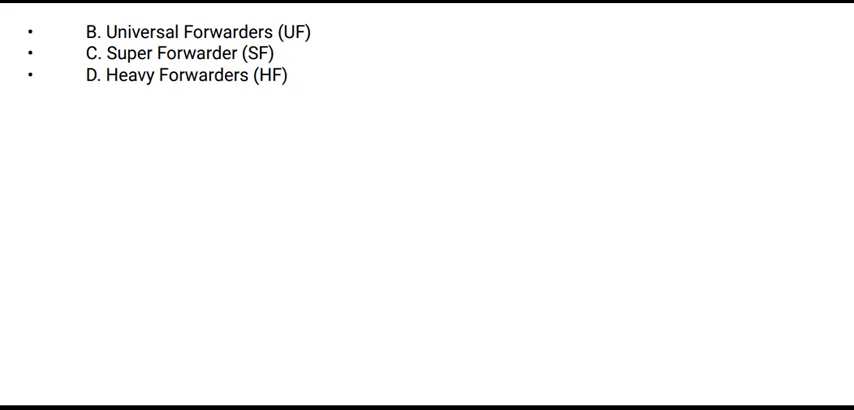 • B. Universal Forwarders (UF)
• C. Super Forwarder (SF)
• D. Heavy Forwarders (HF)